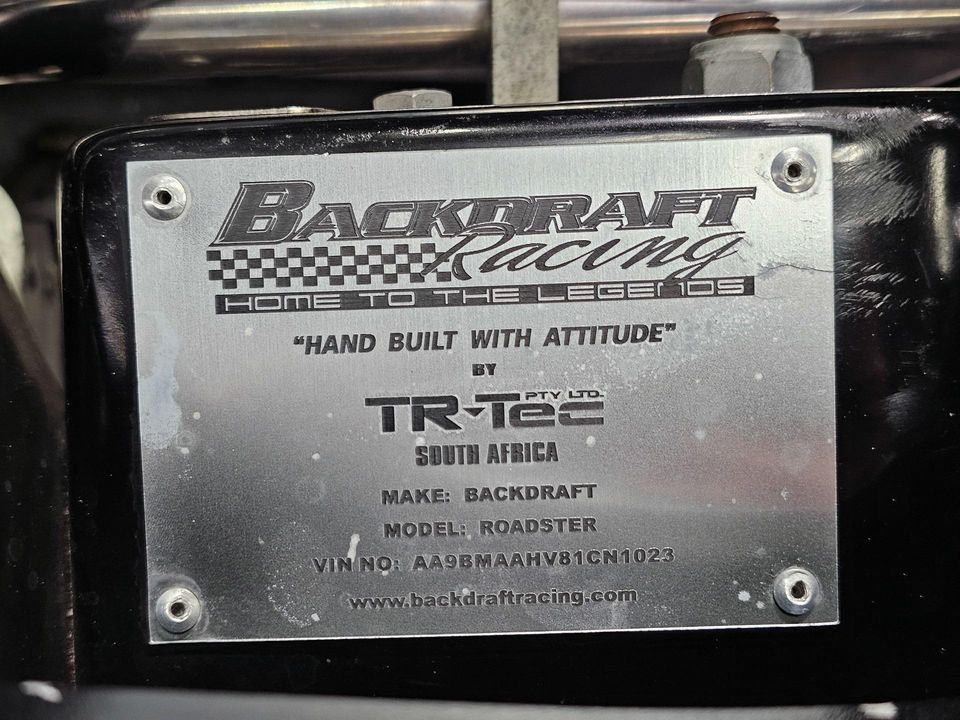 BACKDRAFT
Racing
HOME TO THE LEGENDS
"HAND BUILT WITH ATTITUDE"
BY
TR-Tec PTY LTD.
SOUTH AFRICA
MAKE: BACKDRAFT
MODEL: ROADSTER
VIN NO: AA9BMAAHV81CN1023
www.backdraftracing.com